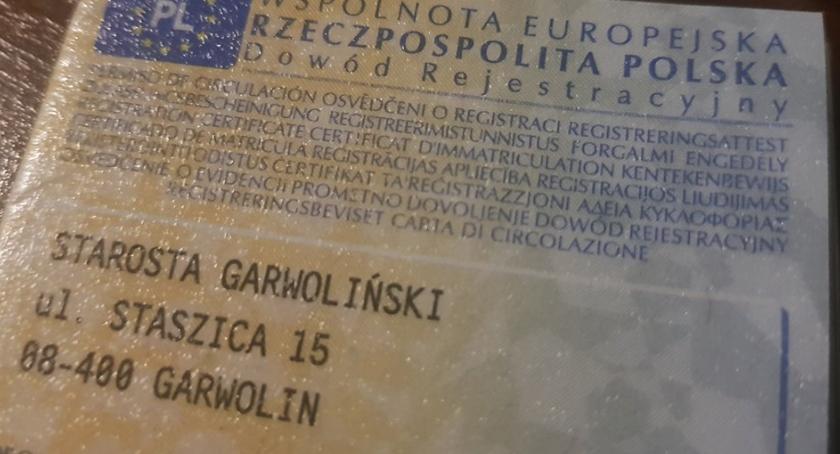 PL
WSPÓLNOTA EUROPEJSKA
RZECZPOSPOLITA POLSKA
Dowód Rejestracyjny
PERMISO DE CIRCULACIÓN OSVĚDČENI O REGISTRACI REGISTRERINGSATTEST
ZULASSUNGSBESCHEINIGUNG REGISTREERIMISTUNNISTUS FORGALMI ENGEDÉLY
REGISTRATION CERTIFICATE CERTIFICAT D'IMMATRICULATION KENTEKENBEWIJS
CERTIFICADO DE MATRÍCULA REĢISTRĀCIJAS APLIECĪBA REGISTRACIJOS LIUDIJIMAS
REKISTERÖINTITODISTUS ĊERTIFIKAT TA'REĠISTRAZZJONI ΑΔΕΙΑ ΚΥΚΛΟΦΟΡΙΑΣ
OSVEDČENIE O EVIDENCII PROMETNO DOVOLJENJE DOWÓD REJESTRACYJNY
REGISTRERINGSBEVISET CARTA DI CIRCOLAZIONE
STAROSTA GARWOLIŃSKI
ul. STASZICA 15
08-400 GARWOLIN